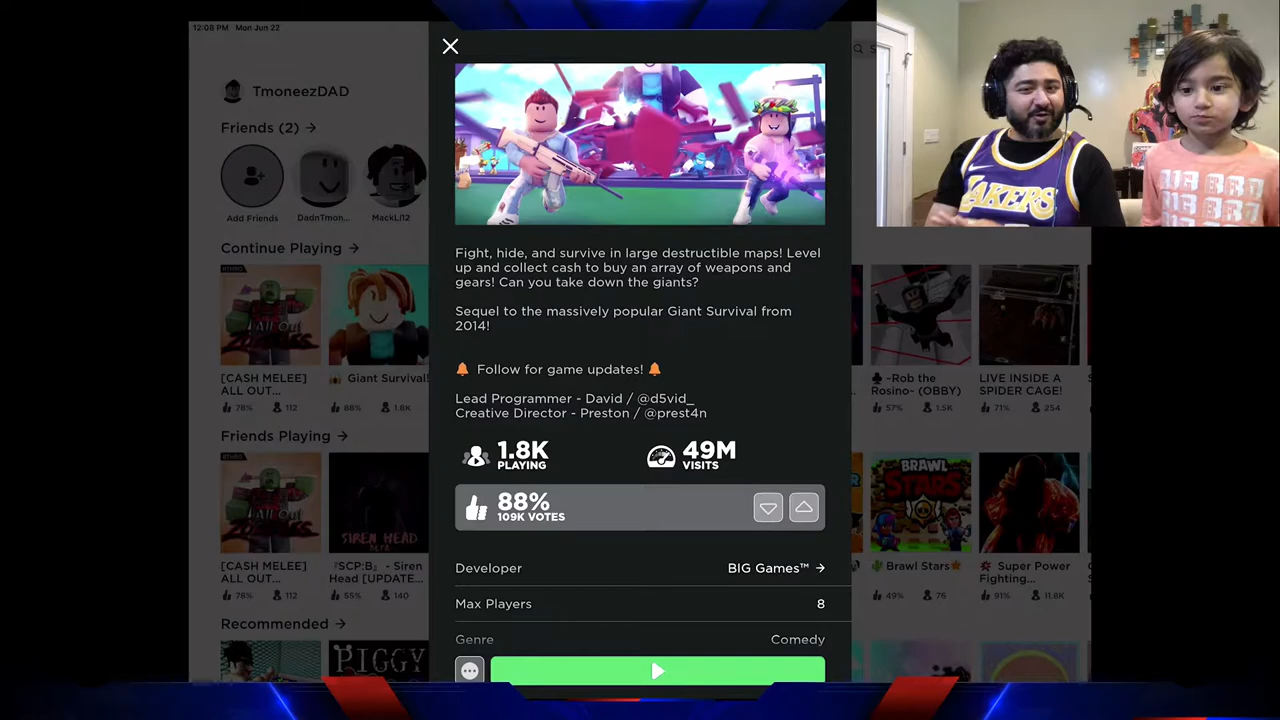 12:08 PM Mon Jun 22
TmoneezDAD
Friends (2) →
Add Friends
DadnTmon...
MackLI12
Continue Playing →
[CASH MELEE]
ALL OUT...
78% 112
Giant Survival!
88% 1.8K
♣ ~Rob the
Rosino~ (OBBY)
57% 1.5K
LIVE INSIDE A
SPIDER CAGE!
71% 254
Friends Playing →
SIREN HEAD
BETA
[CASH MELEE]
ALL OUT...
78% 112
『SCP:B』 - Siren
Head [UPDATE...
55% 140
BRAWL
STARS
Brawl Stars
49% 76
Super Power
Fighting...
91% 11.8K
Recommended →
PIGGY
Fight, hide, and survive in large destructible maps! Level
up and collect cash to buy an array of weapons and
gears! Can you take down the giants?
Sequel to the massively popular Giant Survival from
2014!
🔔 Follow for game updates! 🔔
Lead Programmer - David / @d5vid_
Creative Director - Preston / @prest4n
1.8K
PLAYING
49M
VISITS
88%
109K VOTES
Developer
BIG Games™ →
Max Players
8
Genre
Comedy
LAKERS